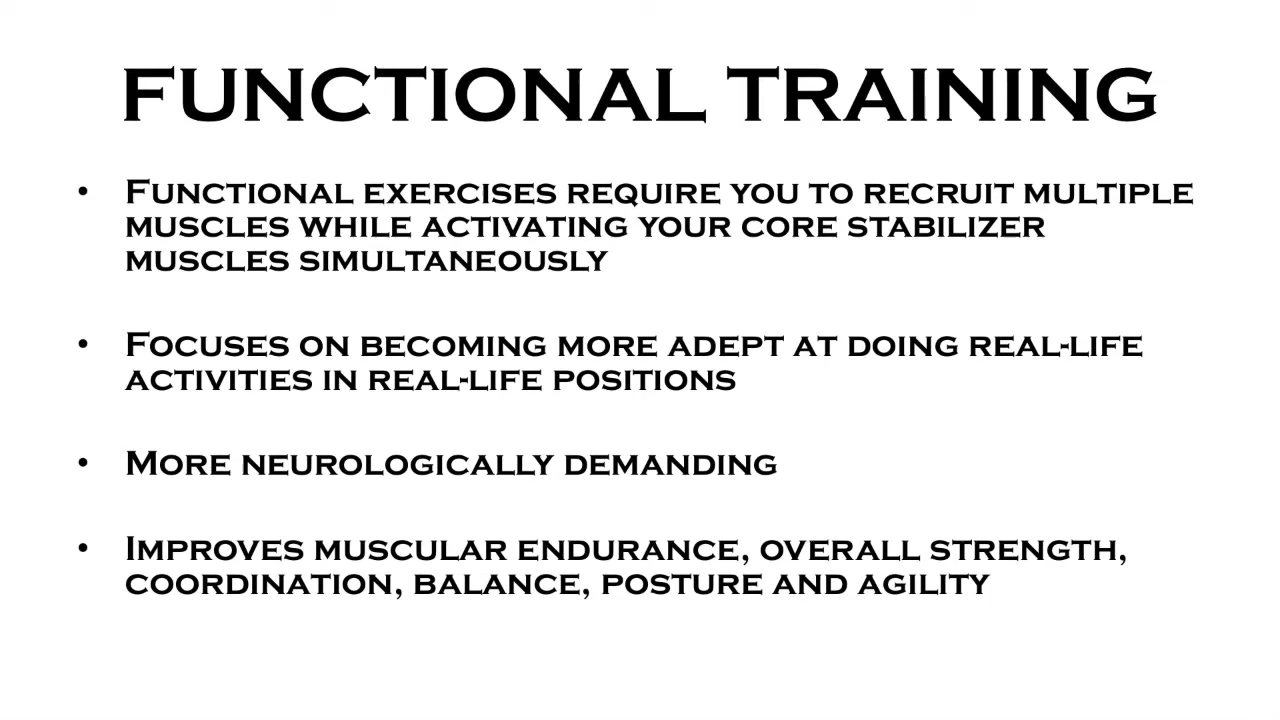 FUNCTIONAL TRAINING
• Functional exercises require you to recruit multiple
muscles while activating your core stabilizer
muscles simultaneously
• Focuses on becoming more adept at doing real-life
activities in real-life positions
• More neurologically demanding
• Improves muscular endurance, overall strength,
coordination, balance, posture and agility